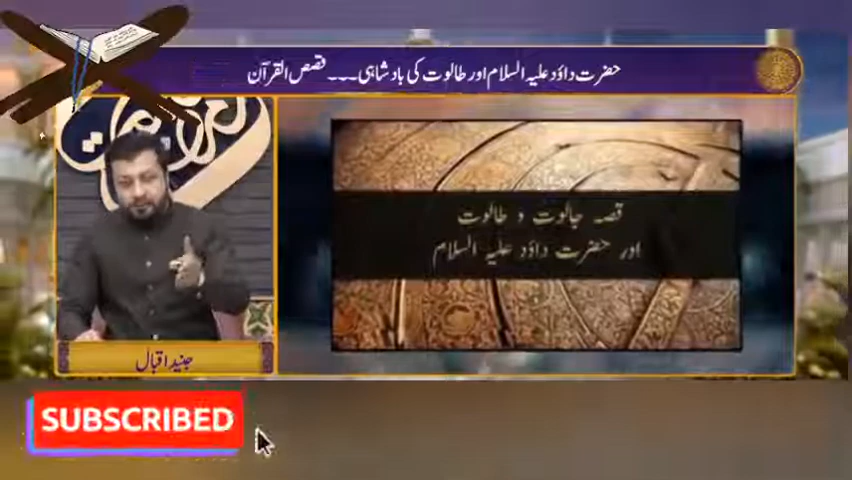 حضرت داؤد علیہ السلام اور طالوت کی بادشاہی۔۔۔قصص القرآن
قصہ جالوت و طالوت
اور حضرت داؤد علیہ السلام
جنید اقبال
SUBSCRIBED